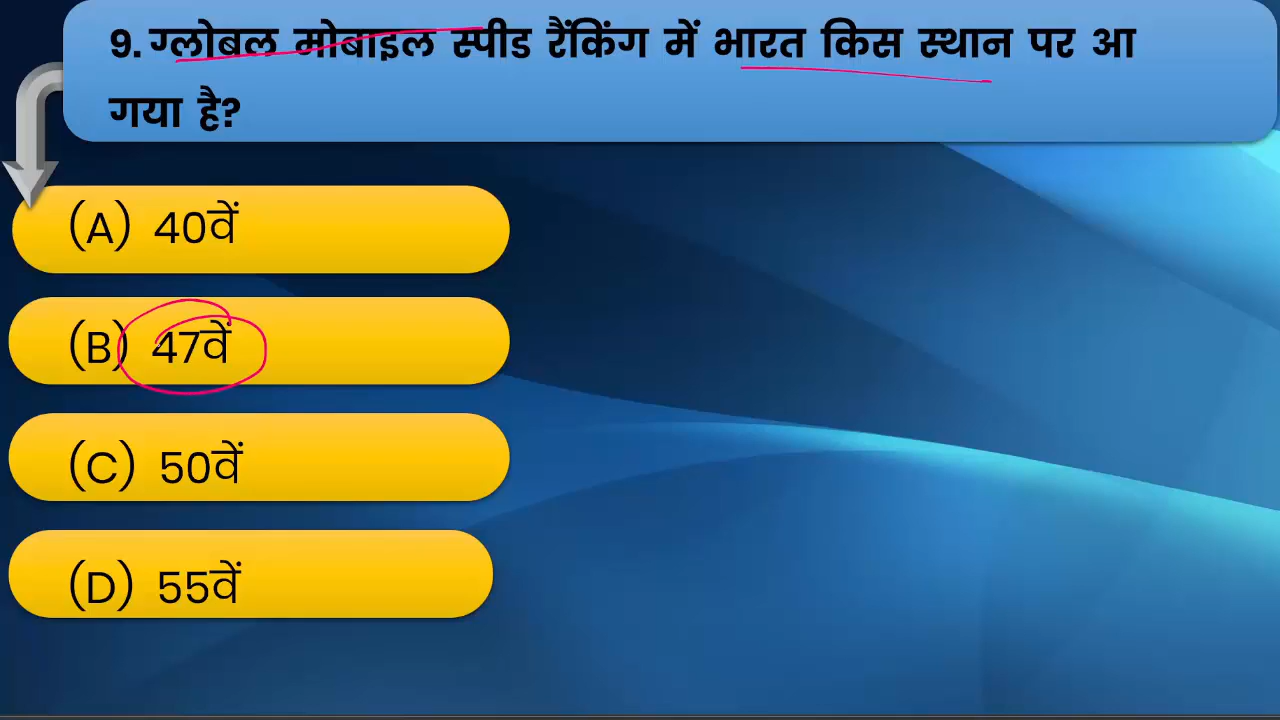 9. ग्लोबल मोबाइल स्पीड रैंकिंग में भारत किस स्थान पर आ
गया है?
(A) 40वें
(B) 47वें
(C) 50वें
(D) 55वें